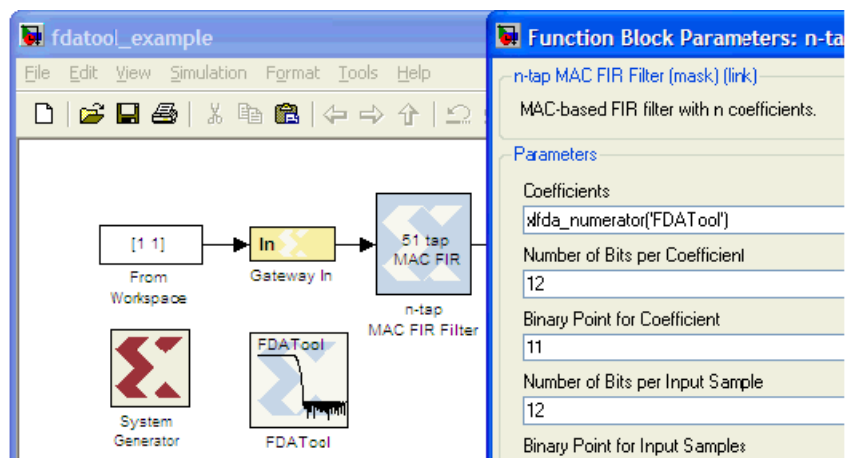 fdatool_example
File Edit View Simulation Format Tools Help
[1 1]
From
Workspace
In
Gateway In
51 tap
MAC FIR
n-tap
MAC FIR Filter
System
Generator
FDATool
FDATool
Function Block Parameters: n-ta
n-tap MAC FIR Filter (mask) (link)
MAC-based FIR filter with n coefficients.
Parameters
Coefficients
xlfda_numerator('FDATool')
Number of Bits per Coefficient
12
Binary Point for Coefficient
11
Number of Bits per Input Sample
12
Binary Point for Input Samples